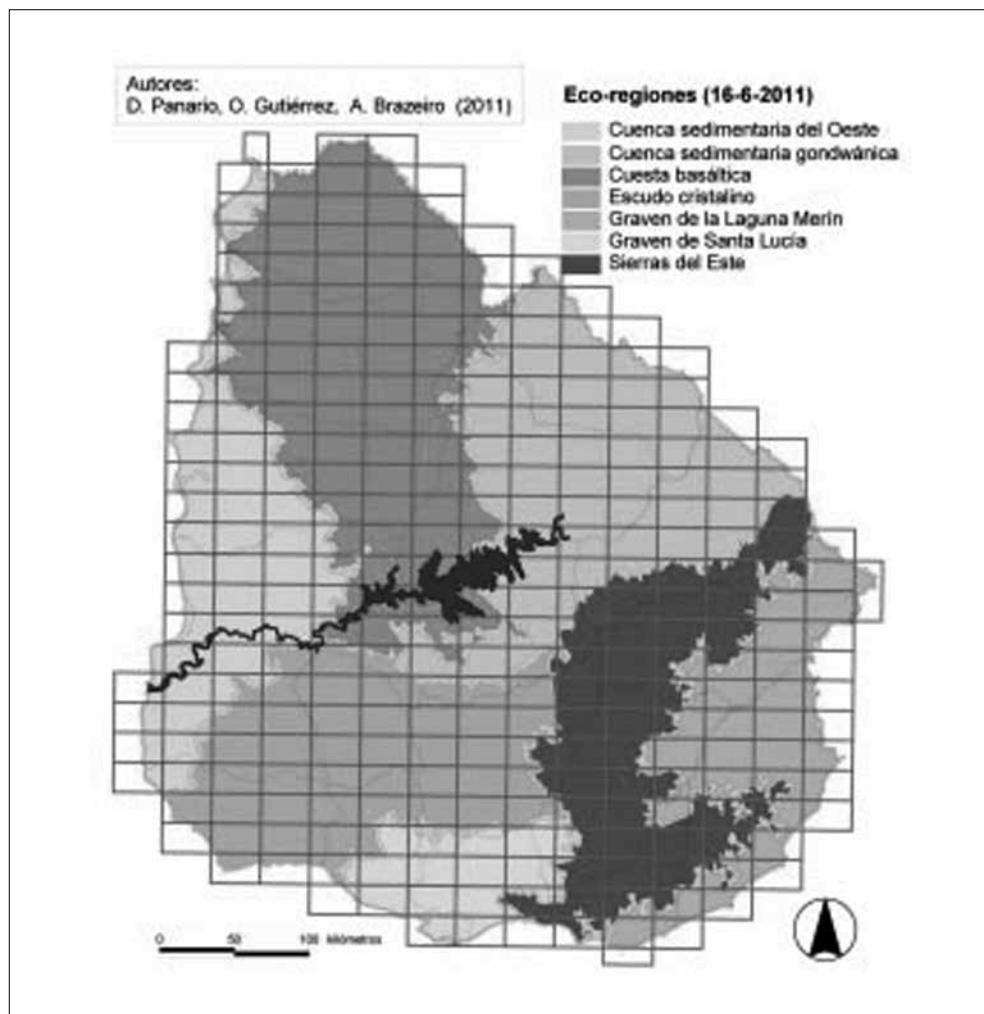 Autores:
D. Panario, O. Gutiérrez, A. Brazeiro (2011)
Eco-regiones (16-6-2011)
Cuenca sedimentaria del Oeste
Cuenca sedimentaria gondwánica
Cuesta basáltica
Escudo cristalino
Graven de la Laguna Merín
Graven de Santa Lucía
Sierras del Este
0 50 100 kilómetros